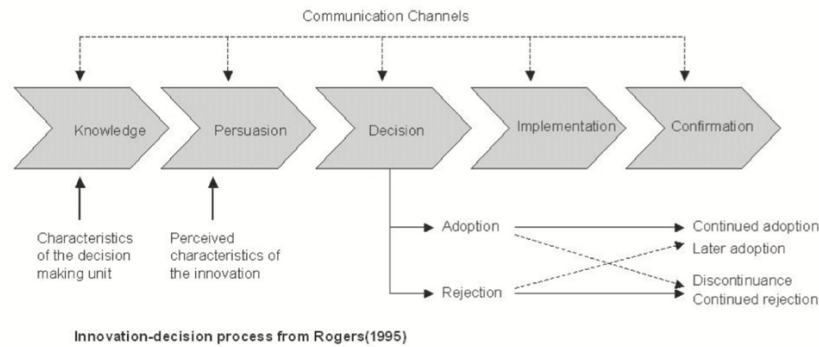 Communication Channels
Knowledge
Persuasion
Decision
Implementation
Confirmation
Characteristics
of the decision
making unit
Perceived
characteristics of
the innovation
Adoption
Rejection
Continued adoption
Later adoption
Discontinuance
Continued rejection
Innovation-decision process from Rogers(1995)